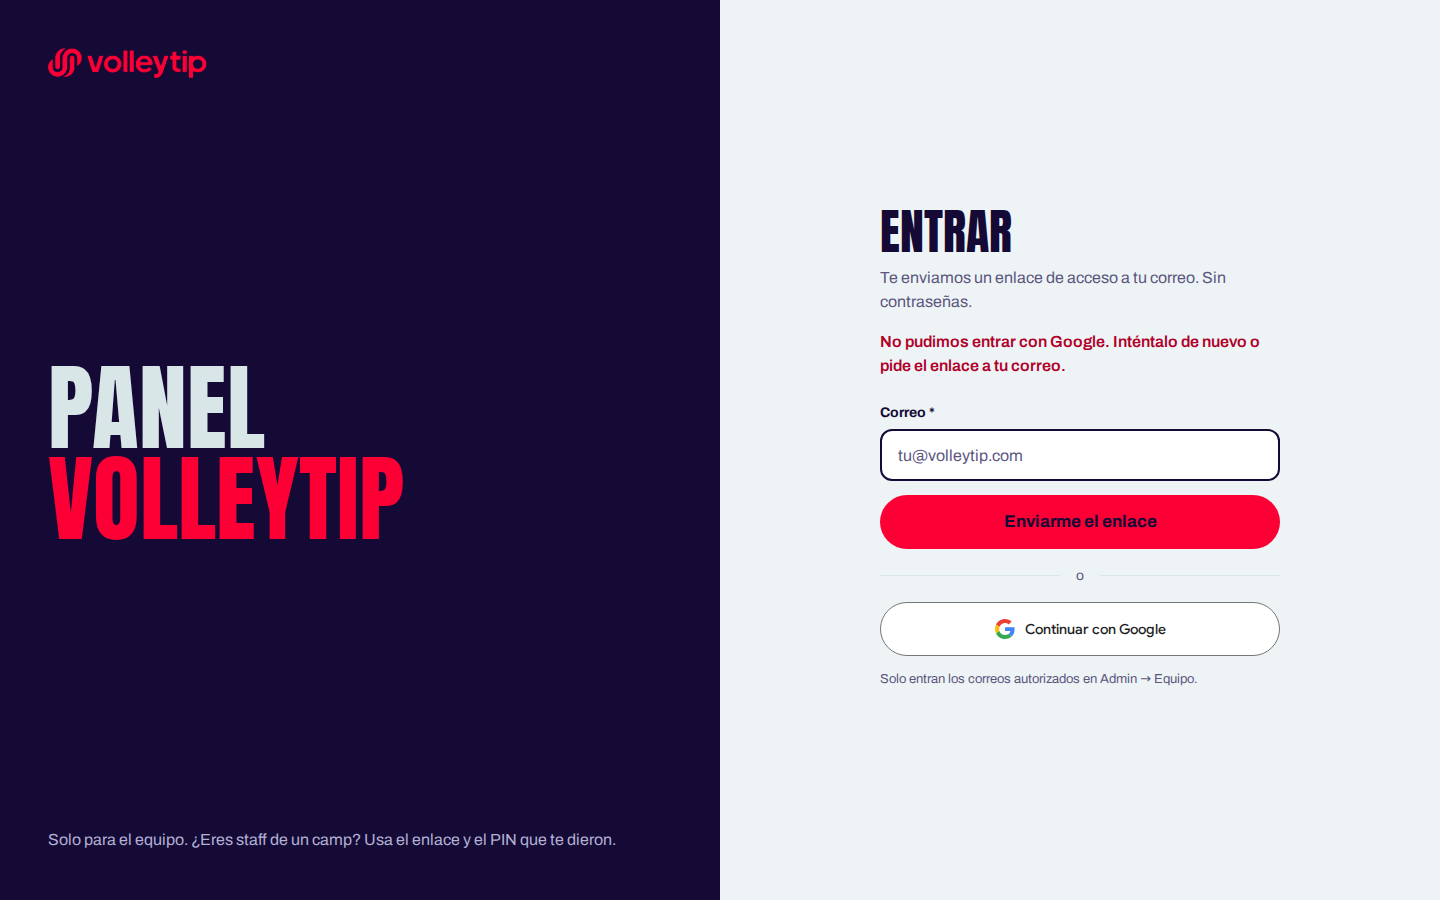 volleytip
PANEL
VOLLEYTIP
Solo para el equipo. ¿Eres staff de un camp? Usa el enlace y el PIN que te dieron.
ENTRAR
Te enviamos un enlace de acceso a tu correo. Sin
contraseñas.
No pudimos entrar con Google. Inténtalo de nuevo o
pide el enlace a tu correo.
Correo *
tu@volleytip.com
Enviarme el enlace
o
Continuar con Google
Solo entran los correos autorizados en Admin → Equipo.